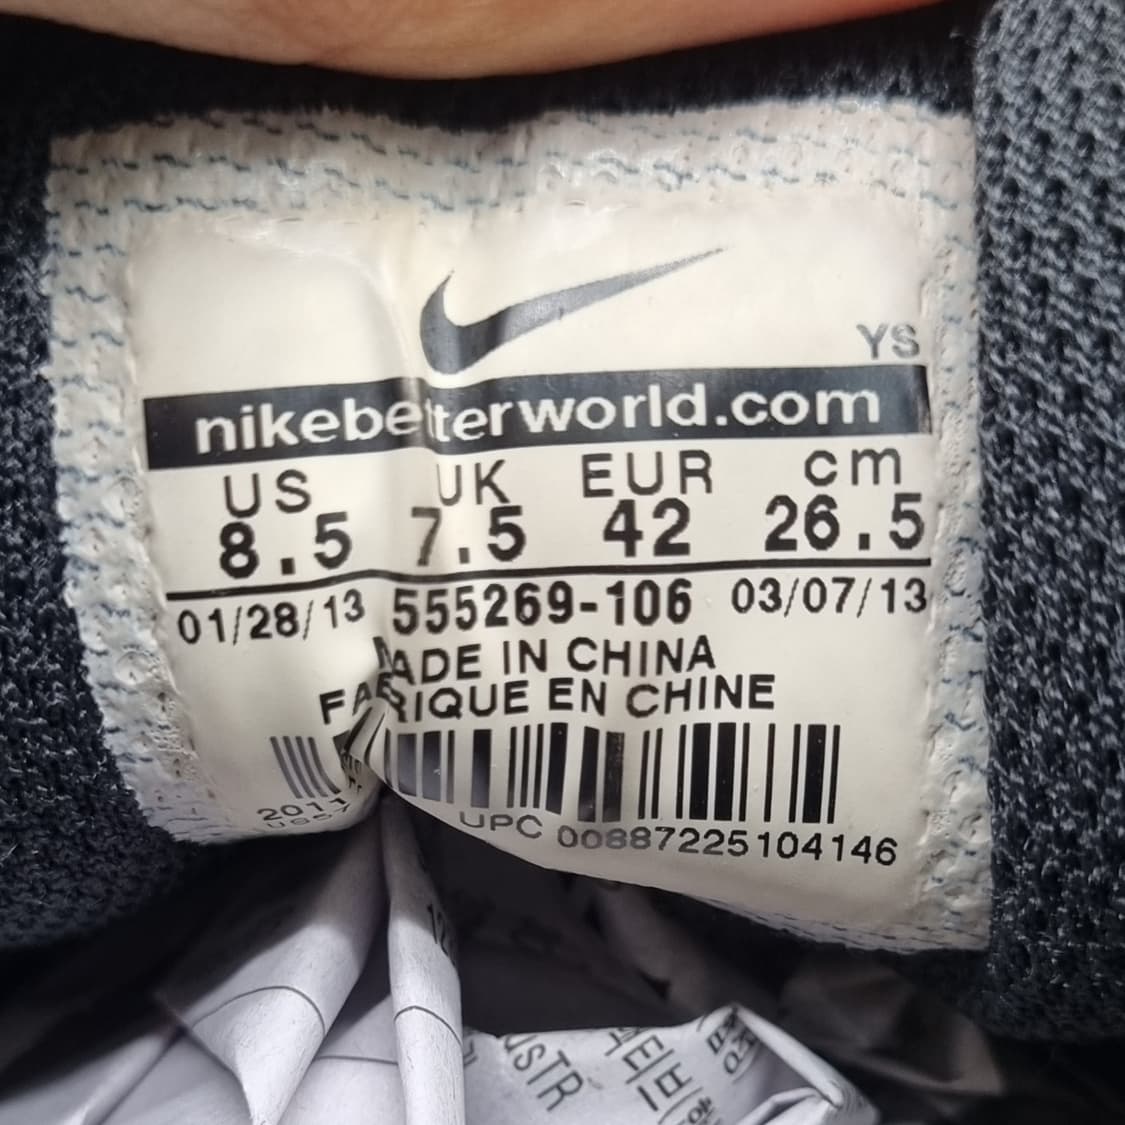 YS
nikebetterworld.com
US UK EUR cm
8.5 7.5 42 26.5
01/28/13 555269-106 03/07/13
MADE IN CHINA
FABRIQUE EN CHINE
2011
UPC 00887225104146